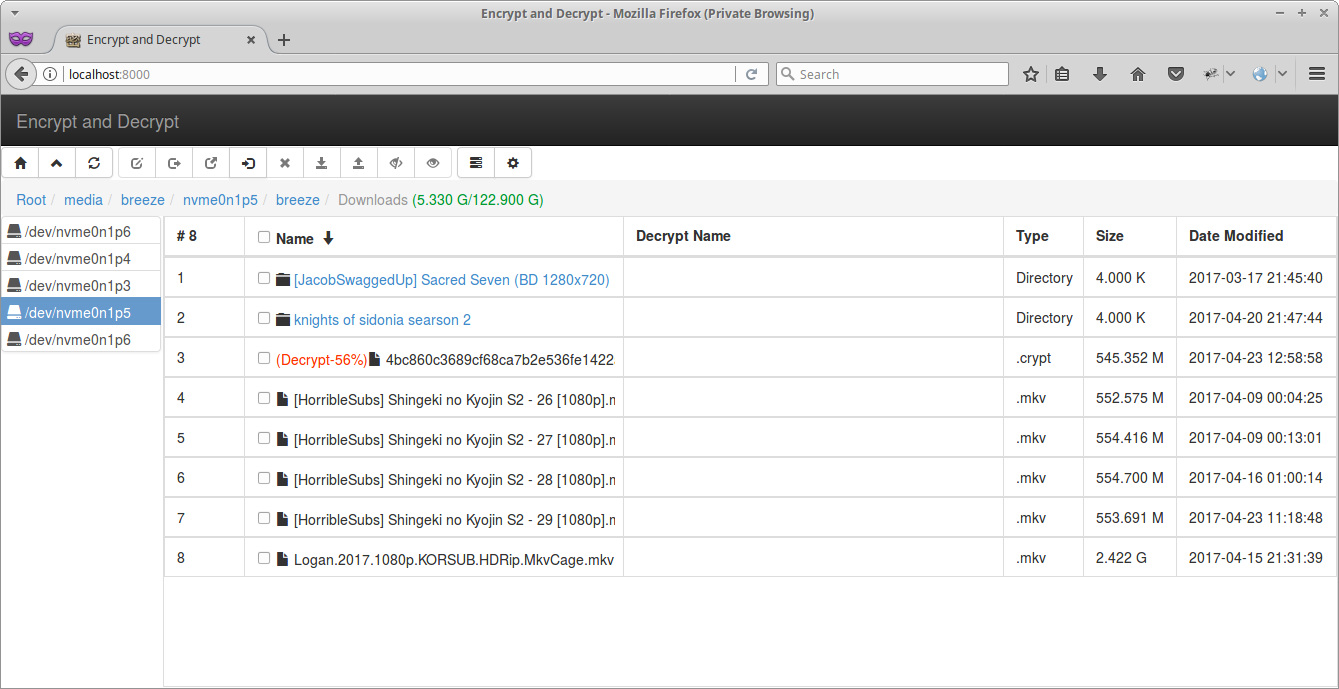 Encrypt and Decrypt - Mozilla Firefox (Private Browsing)
Encrypt and Decrypt
localhost:8000
Search
Encrypt and Decrypt
Root / media / breeze / nvme0n1p5 / breeze / Downloads (5.330 G/122.900 G)
/dev/nvme0n1p6
/dev/nvme0n1p4
/dev/nvme0n1p3
/dev/nvme0n1p5
/dev/nvme0n1p6
# 8 Name Decrypt Name Type Size Date Modified
1 [JacobSwaggedUp] Sacred Seven (BD 1280x720) Directory 4.000 K 2017-03-17 21:45:40
2 knights of sidonia searson 2 Directory 4.000 K 2017-04-20 21:47:44
3 (Decrypt-56%) 4bc860c3689cf68ca7b2e536fe1422 .crypt 545.352 M 2017-04-23 12:58:58
4 [HorribleSubs] Shingeki no Kyojin S2 - 26 [1080p].m .mkv 552.575 M 2017-04-09 00:04:25
5 [HorribleSubs] Shingeki no Kyojin S2 - 27 [1080p].m .mkv 554.416 M 2017-04-09 00:13:01
6 [HorribleSubs] Shingeki no Kyojin S2 - 28 [1080p].m .mkv 554.700 M 2017-04-16 01:00:14
7 [HorribleSubs] Shingeki no Kyojin S2 - 29 [1080p].m .mkv 553.691 M 2017-04-23 11:18:48
8 Logan.2017.1080p.KORSUB.HDRip.MkvCage.mkv .mkv 2.422 G 2017-04-15 21:31:39